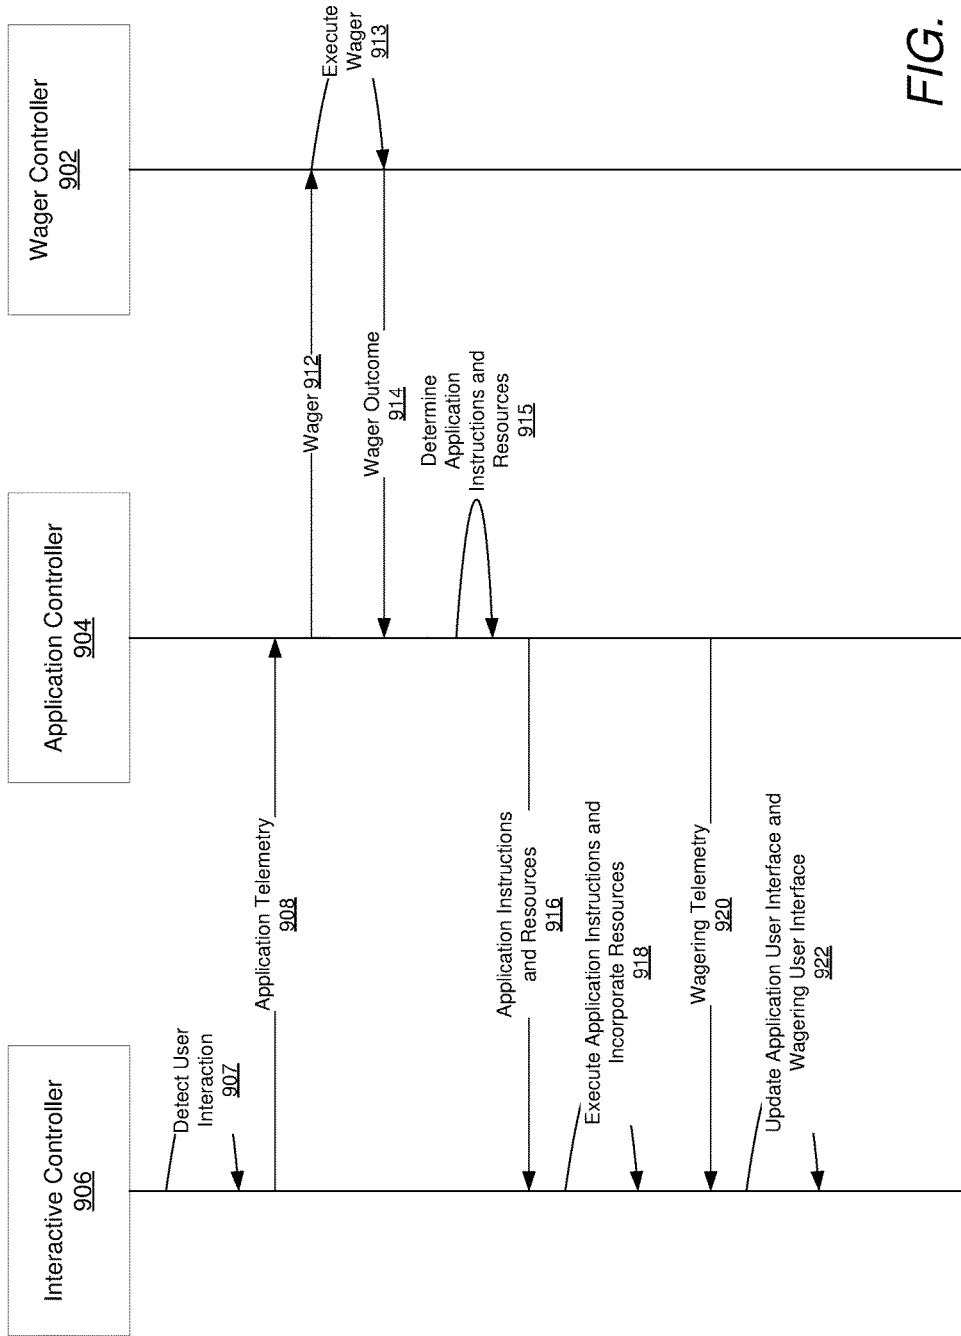 Interactive Controller
906
Application Controller
904
Wager Controller
902
Detect User
Interaction
907
Application Telemetry
908
Wager 912
Execute
Wager
913
Wager Outcome
914
Determine
Application
Instructions and
Resources
915
Application Instructions
and Resources
916
Execute Application Instructions and
Incorporate Resources
918
Wagering Telemetry
920
Update Application User Interface and
Wagering User Interface
922
FIG.